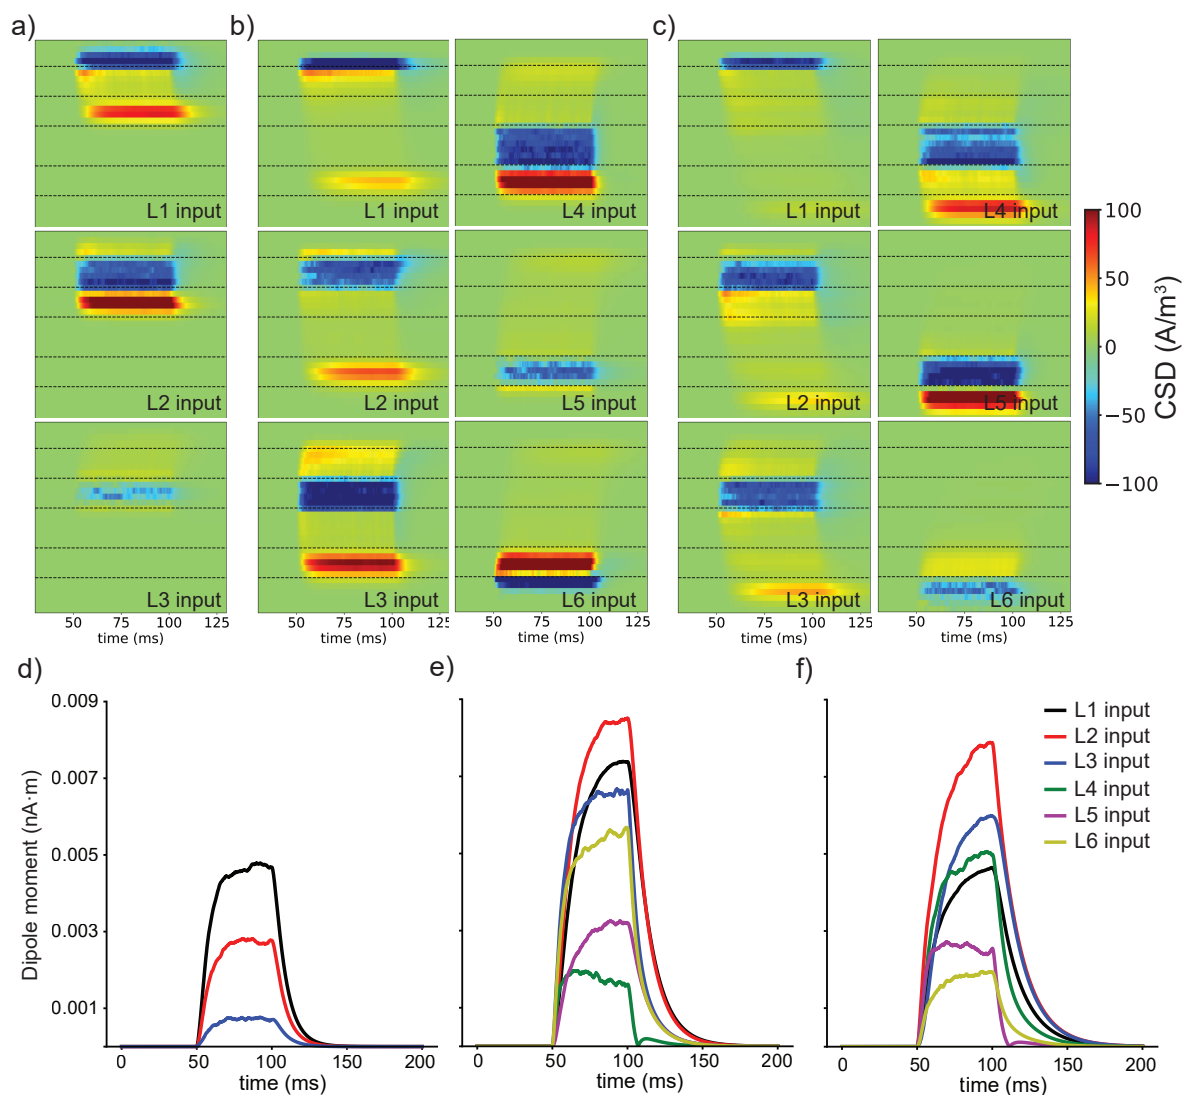 a)
b)
c)
L1 input
L1 input
L4 input
L1 input
L4 input
L2 input
L2 input
L5 input
L2 input
L5 input
L3 input
L3 input
L6 input
L3 input
L6 input
100
50
0
−50
−100
CSD (A/m³)
50 75 100 125
time (ms)
50 75 100 125
time (ms)
50 75 100 125
time (ms)
50 75 100 125
time (ms)
50 75 100 125
time (ms)
d)
e)
f)
0.009
0.007
0.005
0.003
0.001
Dipole moment (nA·m)
0 50 100 150 200
time (ms)
0 50 100 150 200
time (ms)
0 50 100 150 200
time (ms)
L1 input
L2 input
L3 input
L4 input
L5 input
L6 input